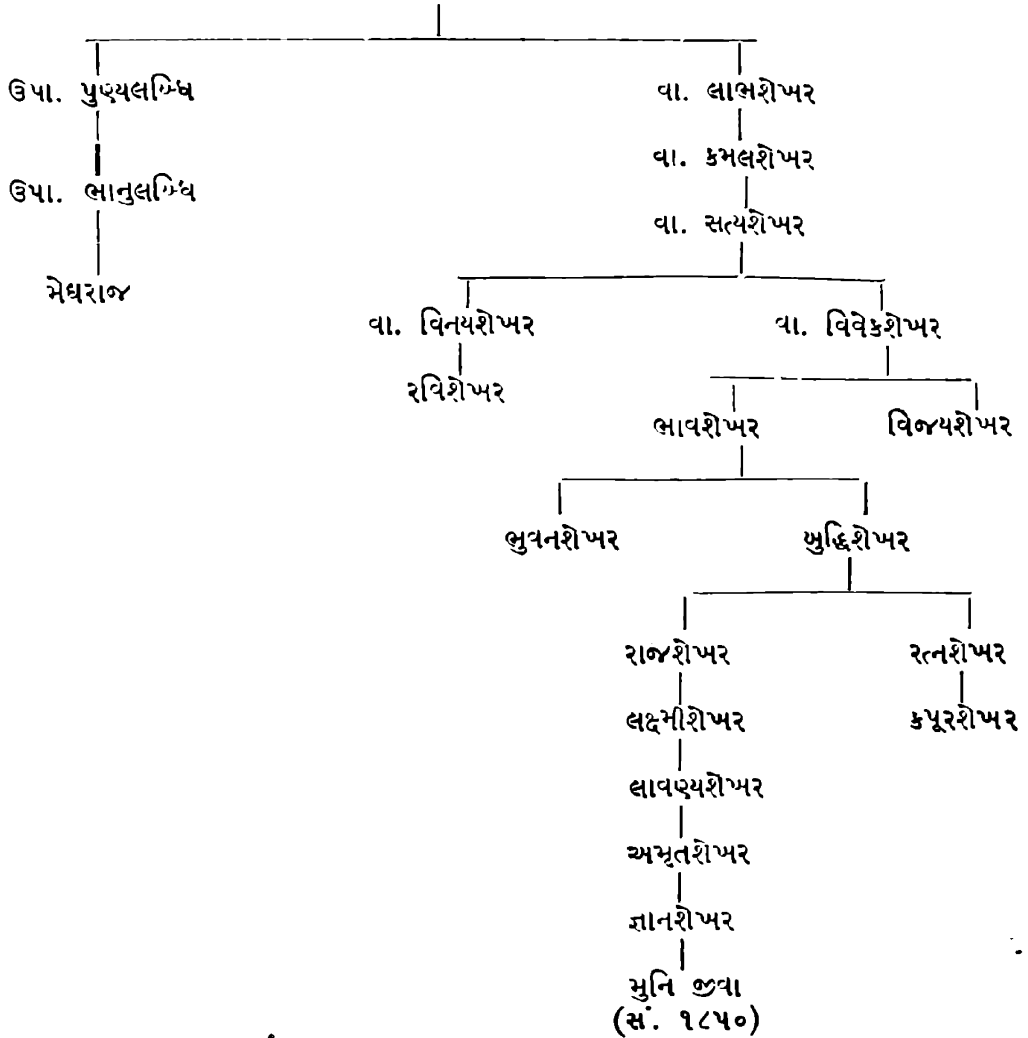 ઉપા. પુણ્યલબ્ધિ વા. લાભશેખર
વા. કમલશેખર
ઉપા. ભાનુલબ્ધિ
વા. સત્યશેખર
મેઘરાજ
વા. વિનયશેખર વા. વિવેકશેખર
રવિશેખર
ભાવશેખર વિજયશેખર
ભુવનશેખર બુદ્ધિશેખર
રાજશેખર રત્નશેખર
લક્ષ્મીશેખર કપૂરશેખર
લાવણ્યશેખર
અમૃતશેખર
જ્ઞાનશેખર
મુનિ જીવા
(સં. ૧૮૫૦)